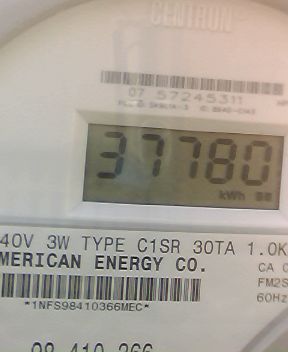 CENTRON
07 57245311
37780
kWh
40V 3W TYPE C1SR 30TA 1.0K
MERICAN ENERGY CO.
CA 0
FM2S
60Hz
*1NFS98410366MEC*
98 410 366